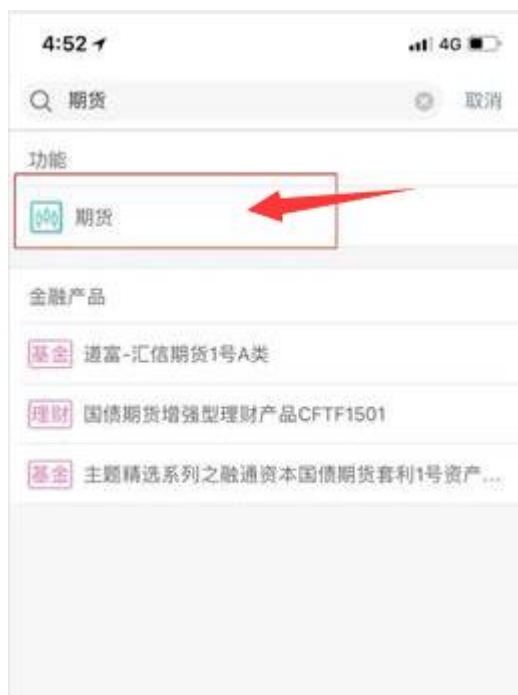 4:52
4G
期货
取消
功能
期货
金融产品
基金 道富-汇信期货1号A类
理财 国债期货增强型理财产品CFTF1501
基金 主题精选系列之融通资本国债期货套利1号资产...